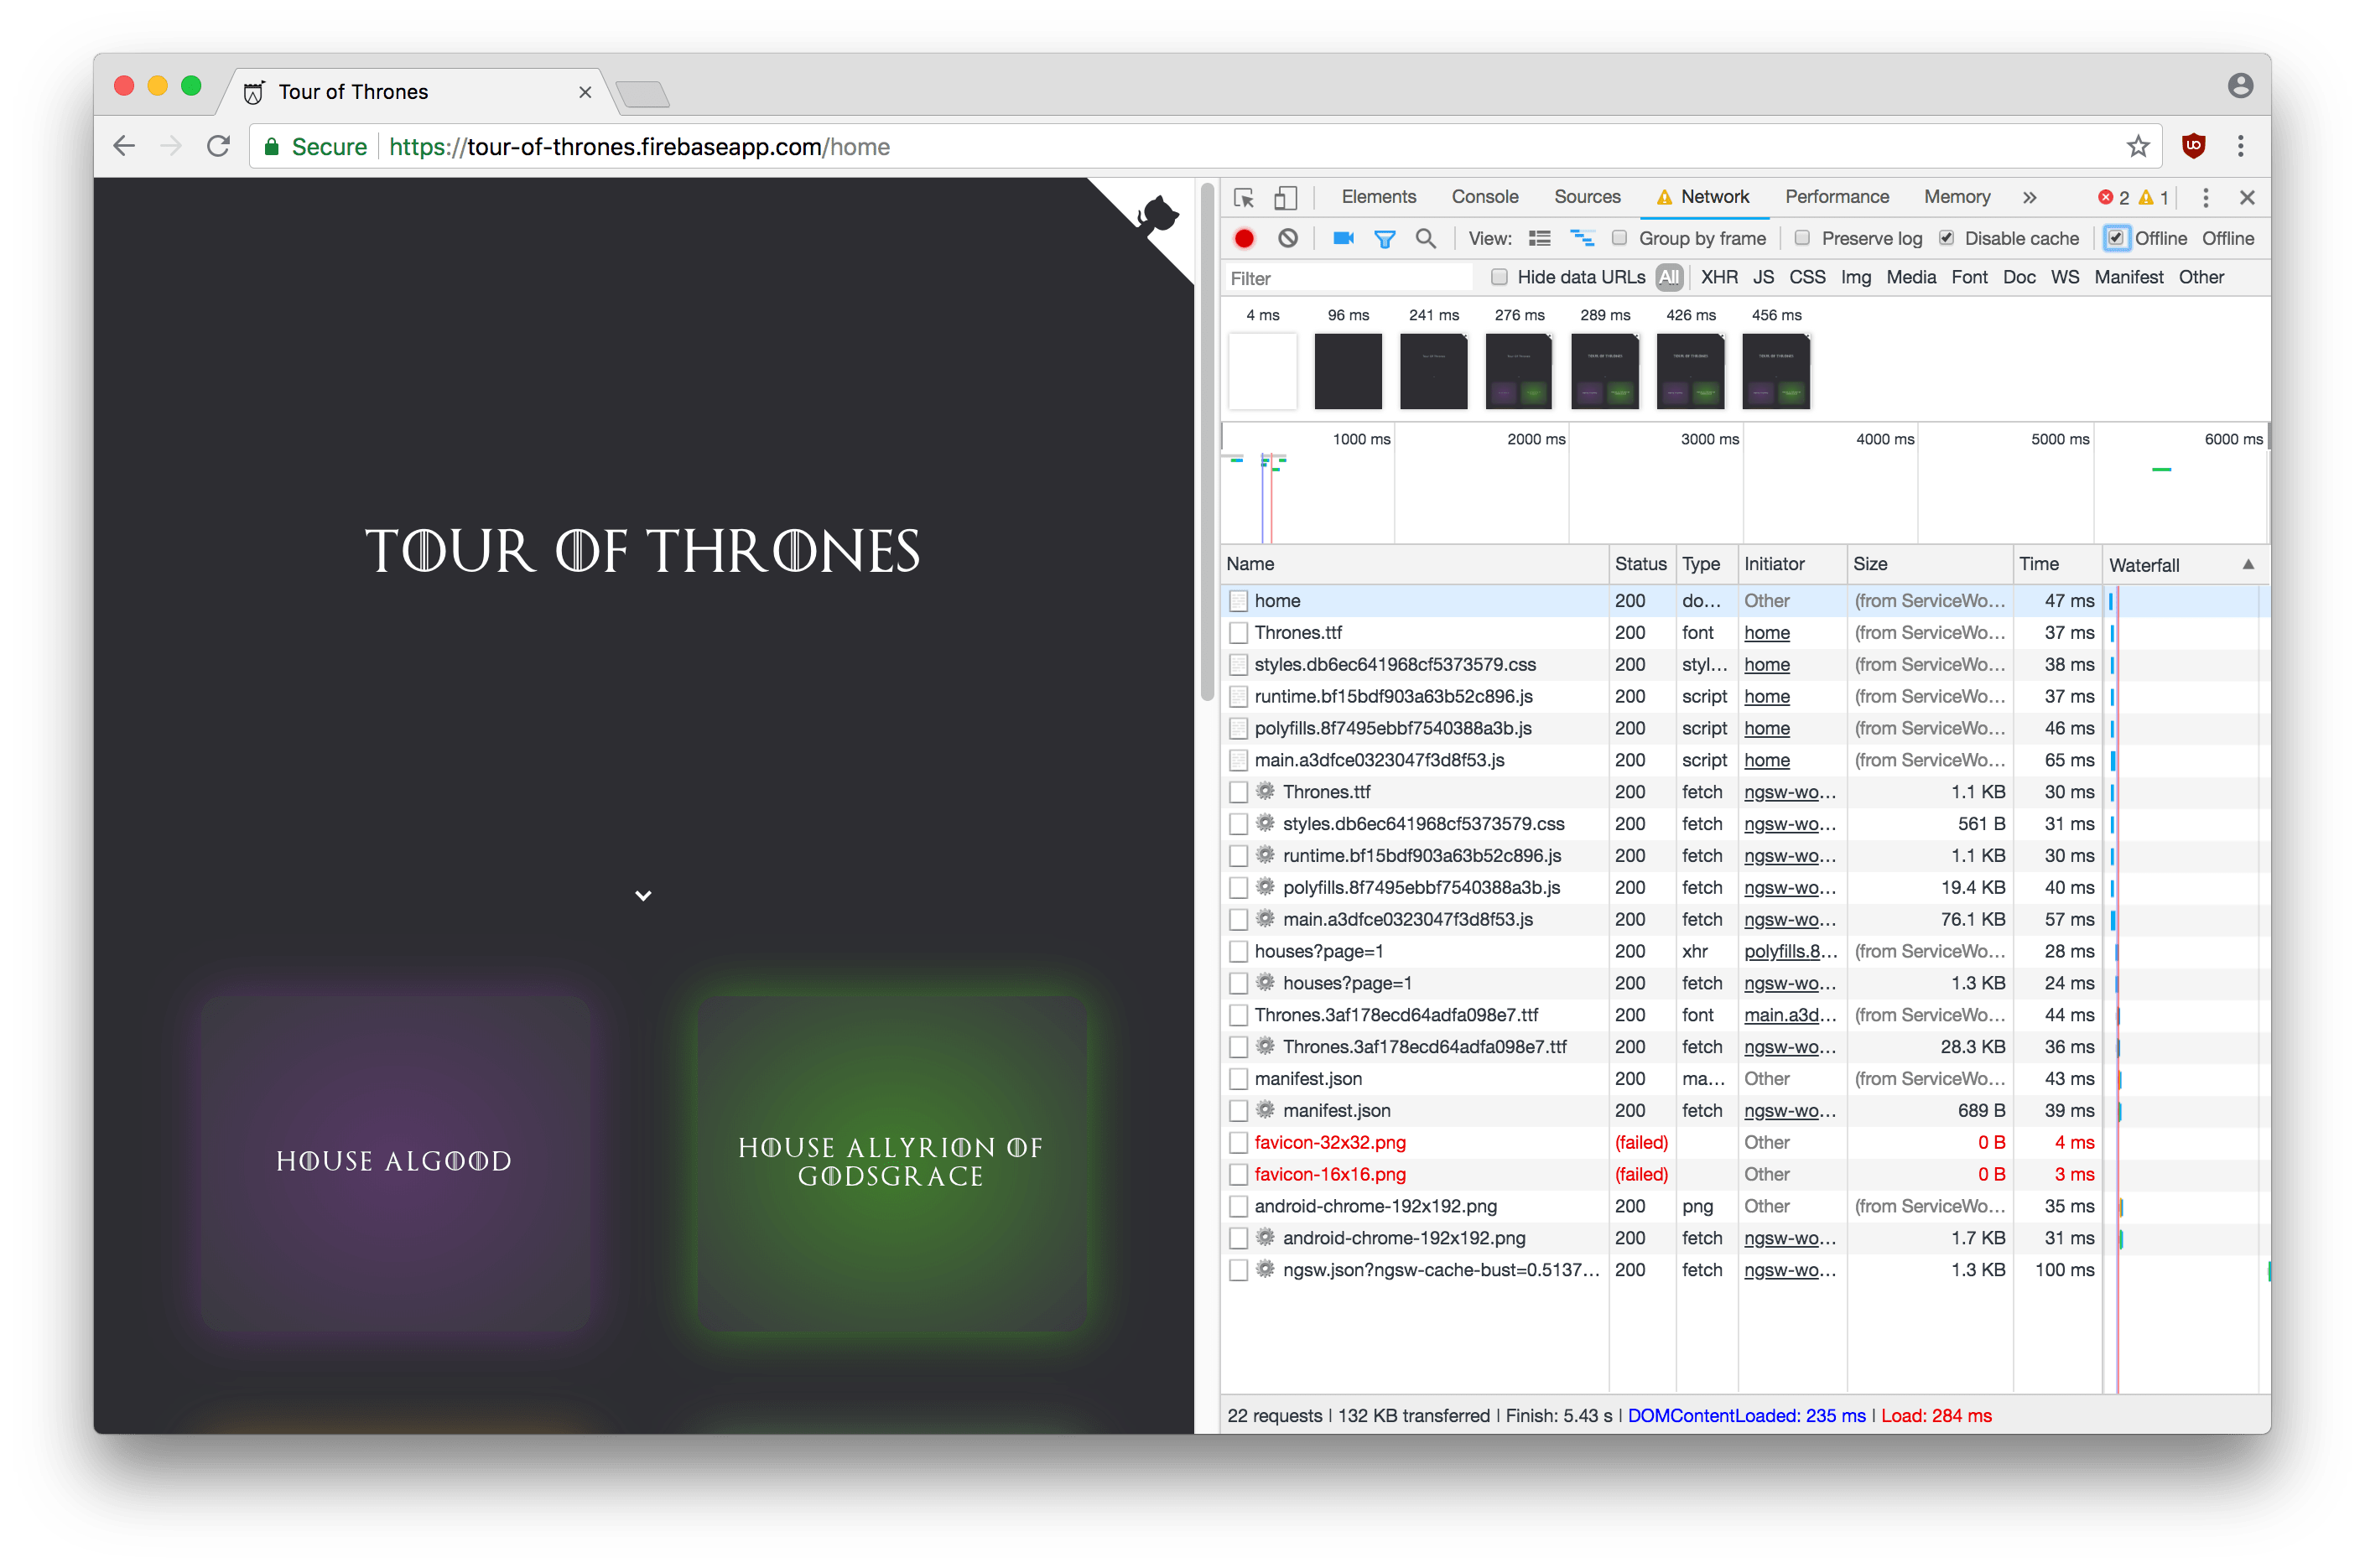 Tour of Thrones
Secure https://tour-of-thrones.firebaseapp.com/home
TOUR OF THRONES
HOUSE ALGOOD
HOUSE ALLYRION OF
GODSGRACE
Elements Console Sources Network Performance Memory » 2 1
View: Group by frame Preserve log Disable cache Offline Offline
Filter Hide data URLs All XHR JS CSS Img Media Font Doc WS Manifest Other
4 ms 96 ms 241 ms 276 ms 289 ms 426 ms 456 ms
1000 ms 2000 ms 3000 ms 4000 ms 5000 ms 6000 ms
Name Status Type Initiator Size Time Waterfall
home 200 do... Other (from ServiceWo... 47 ms
Thrones.ttf 200 font home (from ServiceWo... 37 ms
styles.db6ec641968cf5373579.css 200 styl... home (from ServiceWo... 38 ms
runtime.bf15bdf903a63b52c896.js 200 script home (from ServiceWo... 37 ms
polyfills.8f7495ebbf7540388a3b.js 200 script home (from ServiceWo... 46 ms
main.a3dfce0323047f3d8f53.js 200 script home (from ServiceWo... 65 ms
Thrones.ttf 200 fetch ngsw-wo... 1.1 KB 30 ms
styles.db6ec641968cf5373579.css 200 fetch ngsw-wo... 561 B 31 ms
runtime.bf15bdf903a63b52c896.js 200 fetch ngsw-wo... 1.1 KB 30 ms
polyfills.8f7495ebbf7540388a3b.js 200 fetch ngsw-wo... 19.4 KB 40 ms
main.a3dfce0323047f3d8f53.js 200 fetch ngsw-wo... 76.1 KB 57 ms
houses?page=1 200 xhr polyfills.8... (from ServiceWo... 28 ms
houses?page=1 200 fetch ngsw-wo... 1.3 KB 24 ms
Thrones.3af178ecd64adfa098e7.ttf 200 font main.a3d... (from ServiceWo... 44 ms
Thrones.3af178ecd64adfa098e7.ttf 200 fetch ngsw-wo... 28.3 KB 36 ms
manifest.json 200 ma... Other (from ServiceWo... 43 ms
manifest.json 200 fetch ngsw-wo... 689 B 39 ms
favicon-32x32.png (failed) Other 0 B 4 ms
favicon-16x16.png (failed) Other 0 B 3 ms
android-chrome-192x192.png 200 png Other (from ServiceWo... 35 ms
android-chrome-192x192.png 200 fetch ngsw-wo... 1.7 KB 31 ms
ngsw.json?ngsw-cache-bust=0.5137... 200 fetch ngsw-wo... 1.3 KB 100 ms
22 requests | 132 KB transferred | Finish: 5.43 s | DOMContentLoaded: 235 ms | Load: 284 ms